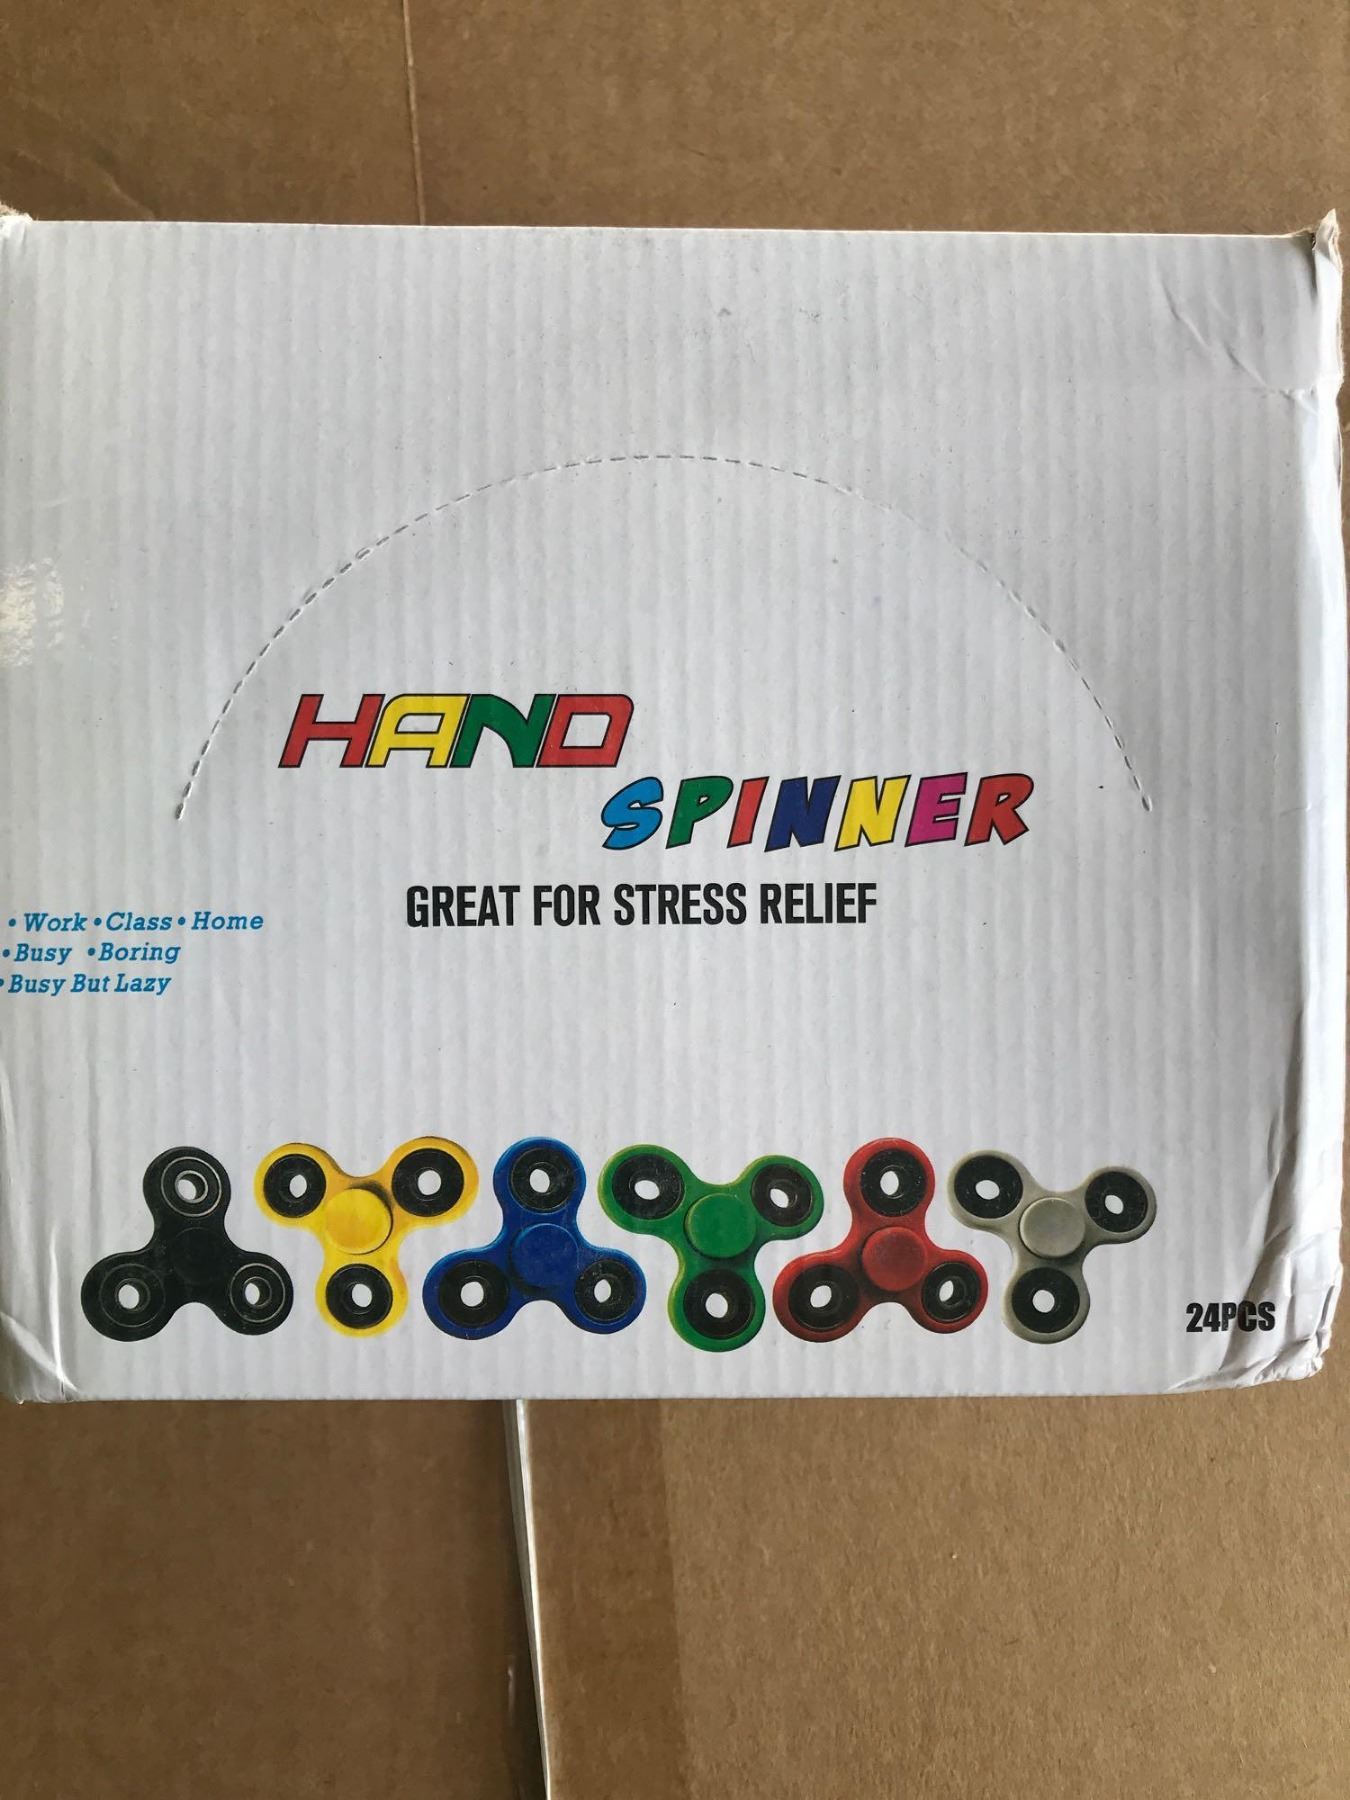 HAND
SPINNER
GREAT FOR STRESS RELIEF
• Work • Class • Home
• Busy • Boring
• Busy But Lazy
24PCS